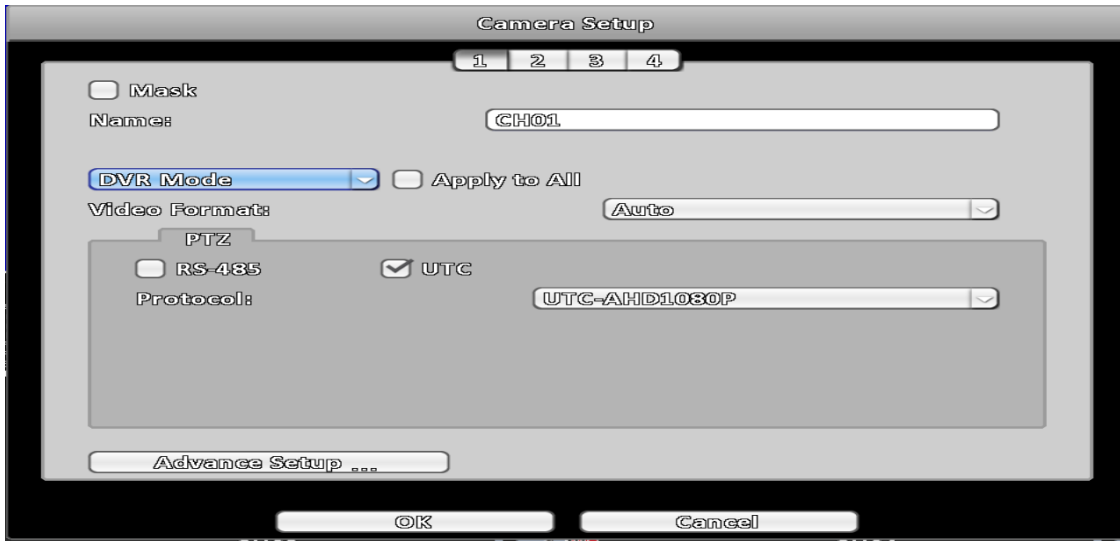 Camera Setup
1 2 3 4
Mask
Name: CH01
DVR Mode Apply to All
Video Format: Auto
PTZ
RS-485 UTC
Protocol: UTC-AHD1080P
Advance Setup ...
OK Cancel